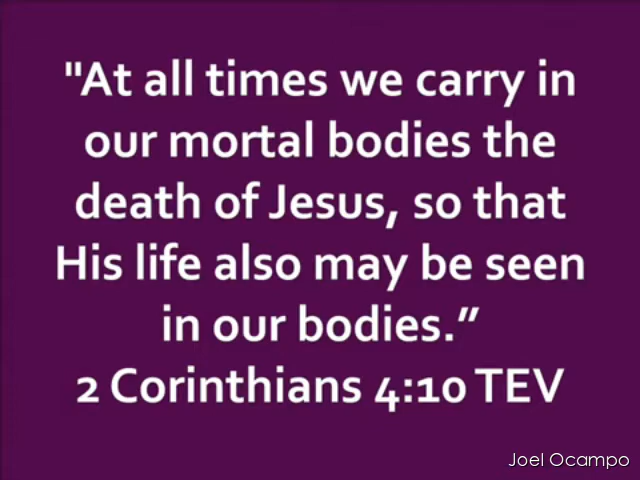 "At all times we carry in
our mortal bodies the
death of Jesus, so that
His life also may be seen
in our bodies.”
2 Corinthians 4:10 TEV
Joel Ocampo